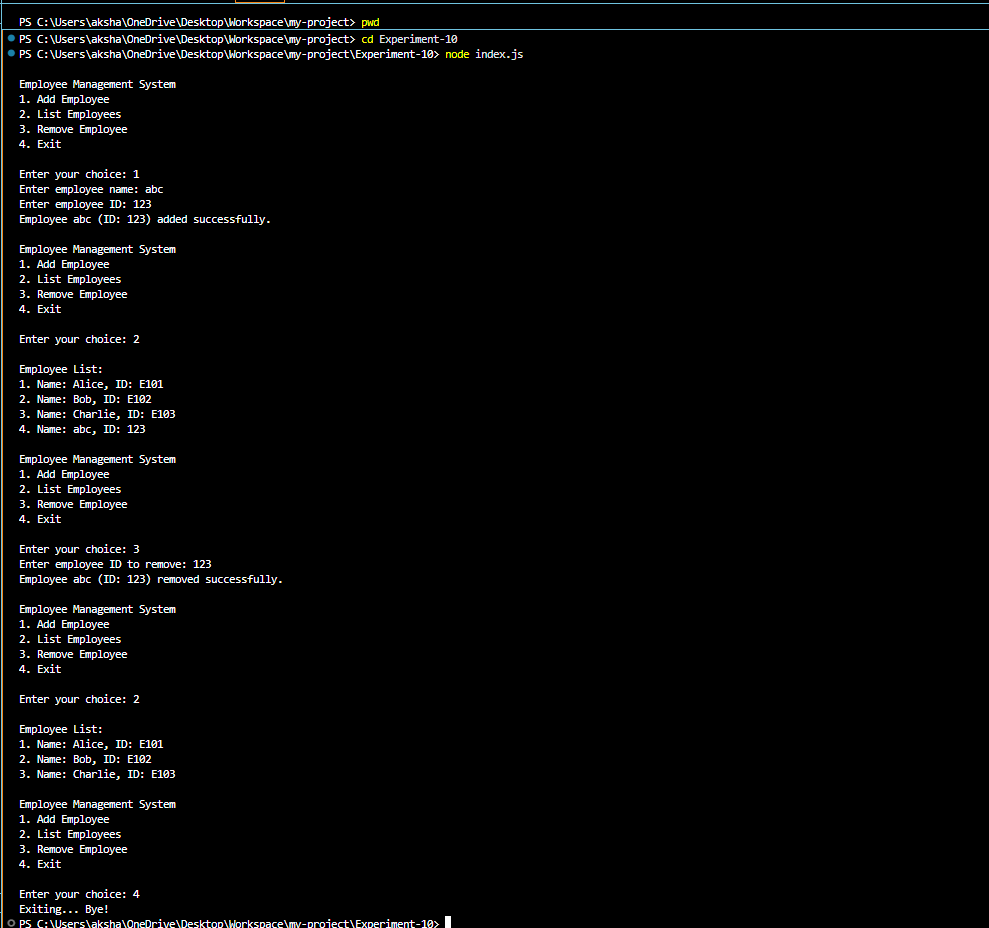 PS C:\Users\aksha\OneDrive\Desktop\Workspace\my-project> pwd
PS C:\Users\aksha\OneDrive\Desktop\Workspace\my-project> cd Experiment-10
PS C:\Users\aksha\OneDrive\Desktop\Workspace\my-project\Experiment-10> node index.js
Employee Management System
1. Add Employee
2. List Employees
3. Remove Employee
4. Exit
Enter your choice: 1
Enter employee name: abc
Enter employee ID: 123
Employee abc (ID: 123) added successfully.
Employee Management System
1. Add Employee
2. List Employees
3. Remove Employee
4. Exit
Enter your choice: 2
Employee List:
1. Name: Alice, ID: E101
2. Name: Bob, ID: E102
3. Name: Charlie, ID: E103
4. Name: abc, ID: 123
Employee Management System
1. Add Employee
2. List Employees
3. Remove Employee
4. Exit
Enter your choice: 3
Enter employee ID to remove: 123
Employee abc (ID: 123) removed successfully.
Employee Management System
1. Add Employee
2. List Employees
3. Remove Employee
4. Exit
Enter your choice: 2
Employee List:
1. Name: Alice, ID: E101
2. Name: Bob, ID: E102
3. Name: Charlie, ID: E103
Employee Management System
1. Add Employee
2. List Employees
3. Remove Employee
4. Exit
Enter your choice: 4
Exiting... Bye!
PS C:\Users\aksha\OneDrive\Desktop\Workspace\my-project\Experiment-10>